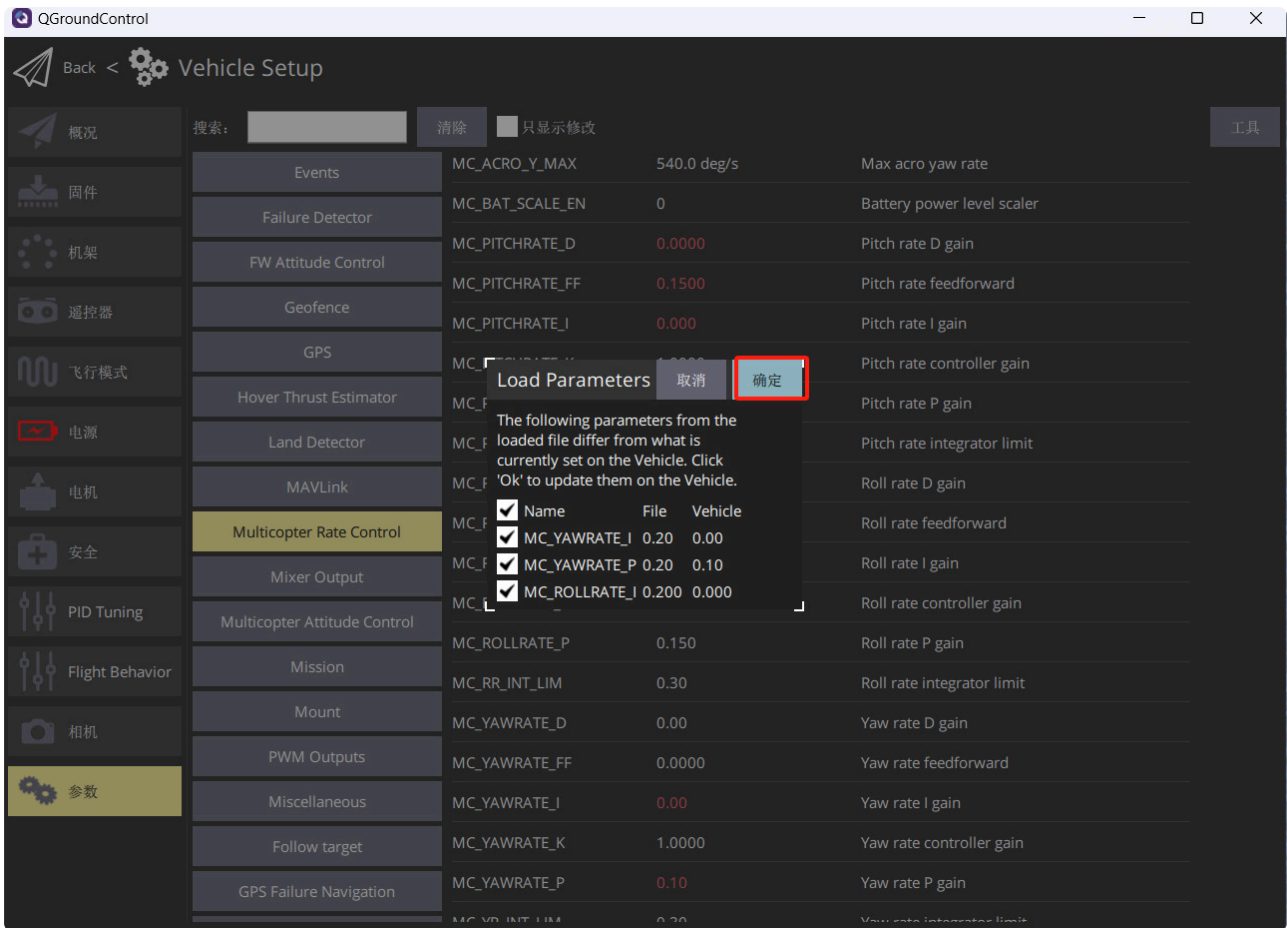 QGroundControl
Back < Vehicle Setup
概况
固件
机架
遥控器
飞行模式
电源
电机
安全
PID Tuning
Flight Behavior
相机
参数
搜索: 清除 只显示修改 工具
Events
Failure Detector
FW Attitude Control
Geofence
GPS
Hover Thrust Estimator
Land Detector
MAVLink
Multicopter Rate Control
Mixer Output
Multicopter Attitude Control
Mission
Mount
PWM Outputs
Miscellaneous
Follow target
GPS Failure Navigation
MC_ACRO_Y_MAX 540.0 deg/s Max acro yaw rate
MC_BAT_SCALE_EN 0 Battery power level scaler
MC_PITCHRATE_D 0.0000 Pitch rate D gain
MC_PITCHRATE_FF 0.1500 Pitch rate feedforward
MC_PITCHRATE_I 0.000 Pitch rate I gain
Pitch rate controller gain
Pitch rate P gain
Pitch rate integrator limit
Roll rate D gain
Roll rate feedforward
Roll rate I gain
Roll rate controller gain
MC_ROLLRATE_P 0.150 Roll rate P gain
MC_RR_INT_LIM 0.30 Roll rate integrator limit
MC_YAWRATE_D 0.00 Yaw rate D gain
MC_YAWRATE_FF 0.0000 Yaw rate feedforward
MC_YAWRATE_I 0.00 Yaw rate I gain
MC_YAWRATE_K 1.0000 Yaw rate controller gain
MC_YAWRATE_P 0.10 Yaw rate P gain
MC_YR_INT_LIM 0.30 Yaw rate integrator limit
Load Parameters 取消 确定
The following parameters from the
loaded file differ from what is
currently set on the Vehicle. Click
'Ok' to update them on the Vehicle.
Name File Vehicle
MC_YAWRATE_I 0.20 0.00
MC_YAWRATE_P 0.20 0.10
MC_ROLLRATE_I 0.200 0.000